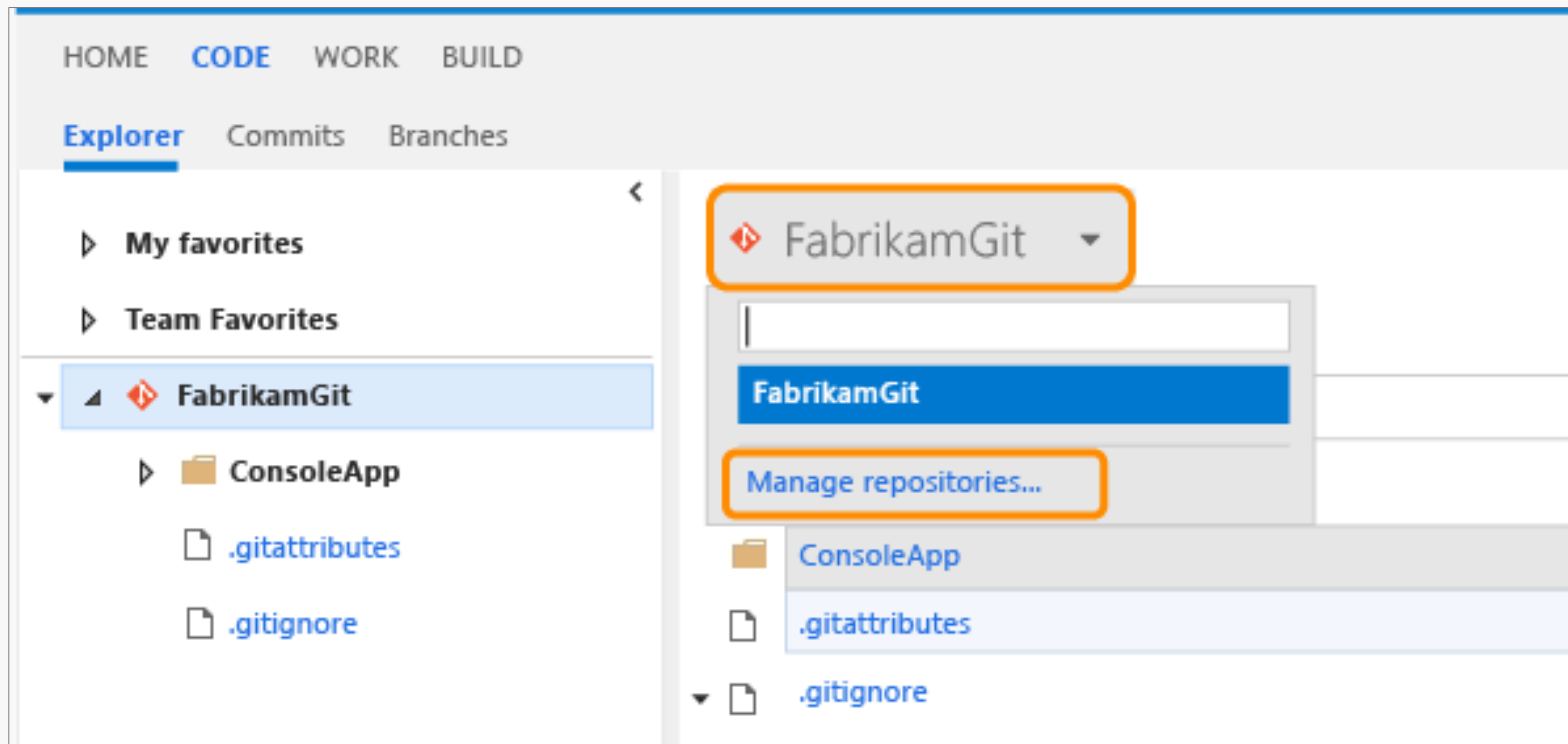 HOME CODE WORK BUILD
Explorer Commits Branches
My favorites
Team Favorites
FabrikamGit
ConsoleApp
.gitattributes
.gitignore
FabrikamGit
FabrikamGit
Manage repositories...
ConsoleApp
.gitattributes
.gitignore